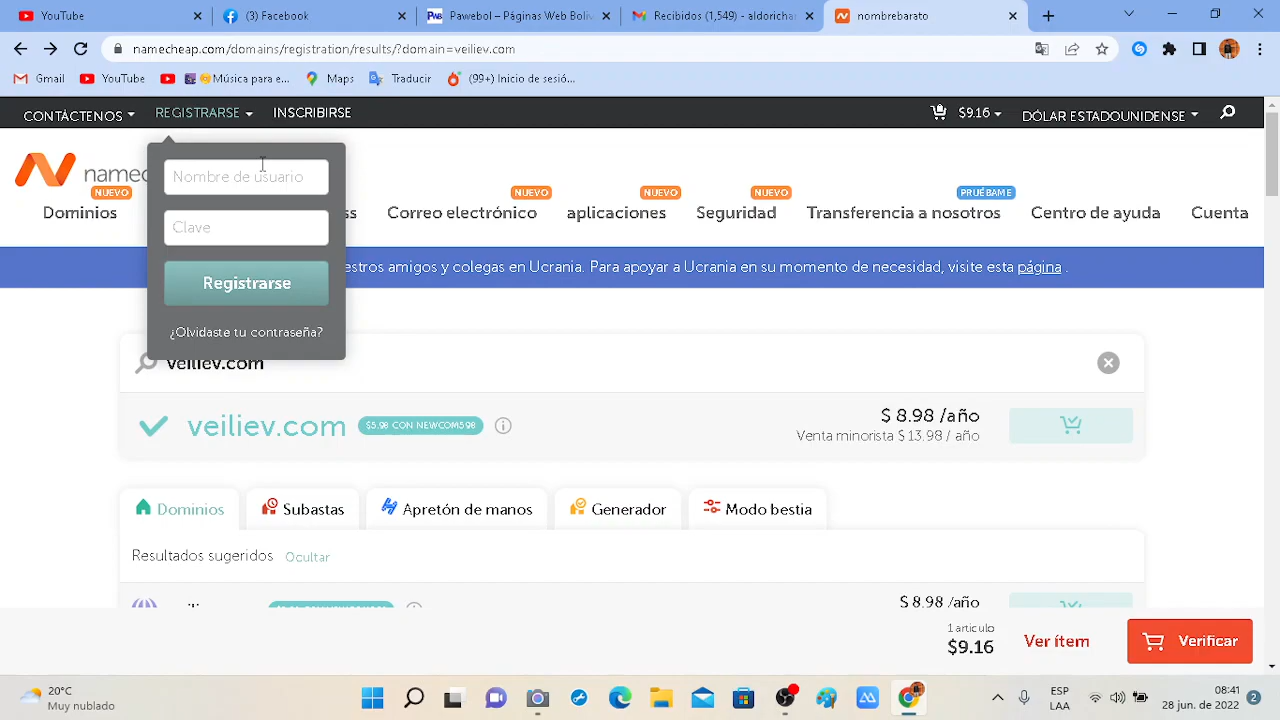 YouTube
(3) Facebook
Pawebol – Páginas Web Boliv
Recibidos (1,549) - aldorichar
nombrebarato
namecheap.com/domains/registration/results/?domain=veiliev.com
Gmail
YouTube
Música para e...
Maps
Traducir
(99+) Inicio de sesió...
CONTÁCTENOS
REGISTRARSE
INSCRIBIRSE
$9.16
DÓLAR ESTADOUNIDENSE
namec
Nombre de usuario
Clave
Registrarse
¿Olvidaste tu contraseña?
NUEVO
NUEVO
NUEVO
NUEVO
PRUÉBAME
Dominios
ss
Correo electrónico
aplicaciones
Seguridad
Transferencia a nosotros
Centro de ayuda
Cuenta
estros amigos y colegas en Ucrania. Para apoyar a Ucrania en su momento de necesidad, visite esta página .
veiliev.com
veiliev.com
$5.98 CON NEWCOM598
$ 8.98 /año
Venta minorista $ 13.98 / año
Dominios
Subastas
Apretón de manos
Generador
Modo bestia
Resultados sugeridos
Ocultar
$ 8.98 /año
1 artículo
$9.16
Ver ítem
Verificar
20°C
Muy nublado
ESP
LAA
08:41
28 jun. de 2022
2